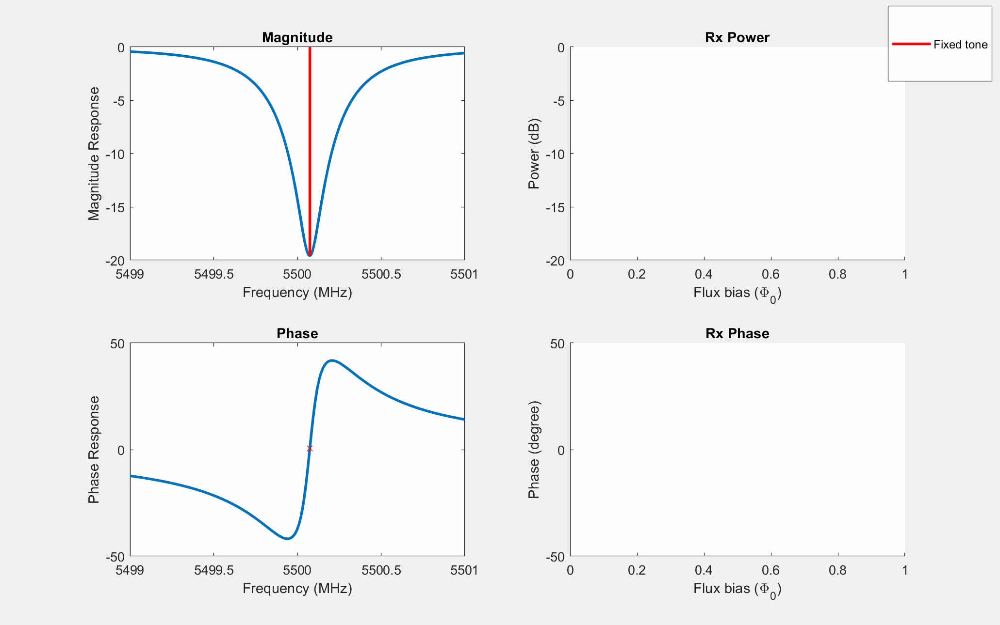 Magnitude
0
-5
-10
-15
-20
Magnitude Response
5499
5499.5
5500
5500.5
5501
Frequency (MHz)
Rx Power
0
-5
-10
-15
-20
Power (dB)
0
0.2
0.4
0.6
0.8
1
Flux bias (Φ0)
Fixed tone
Phase
50
0
-50
Phase Response
5499
5499.5
5500
5500.5
5501
Frequency (MHz)
Rx Phase
50
0
-50
Phase (degree)
0
0.2
0.4
0.6
0.8
1
Flux bias (Φ0)